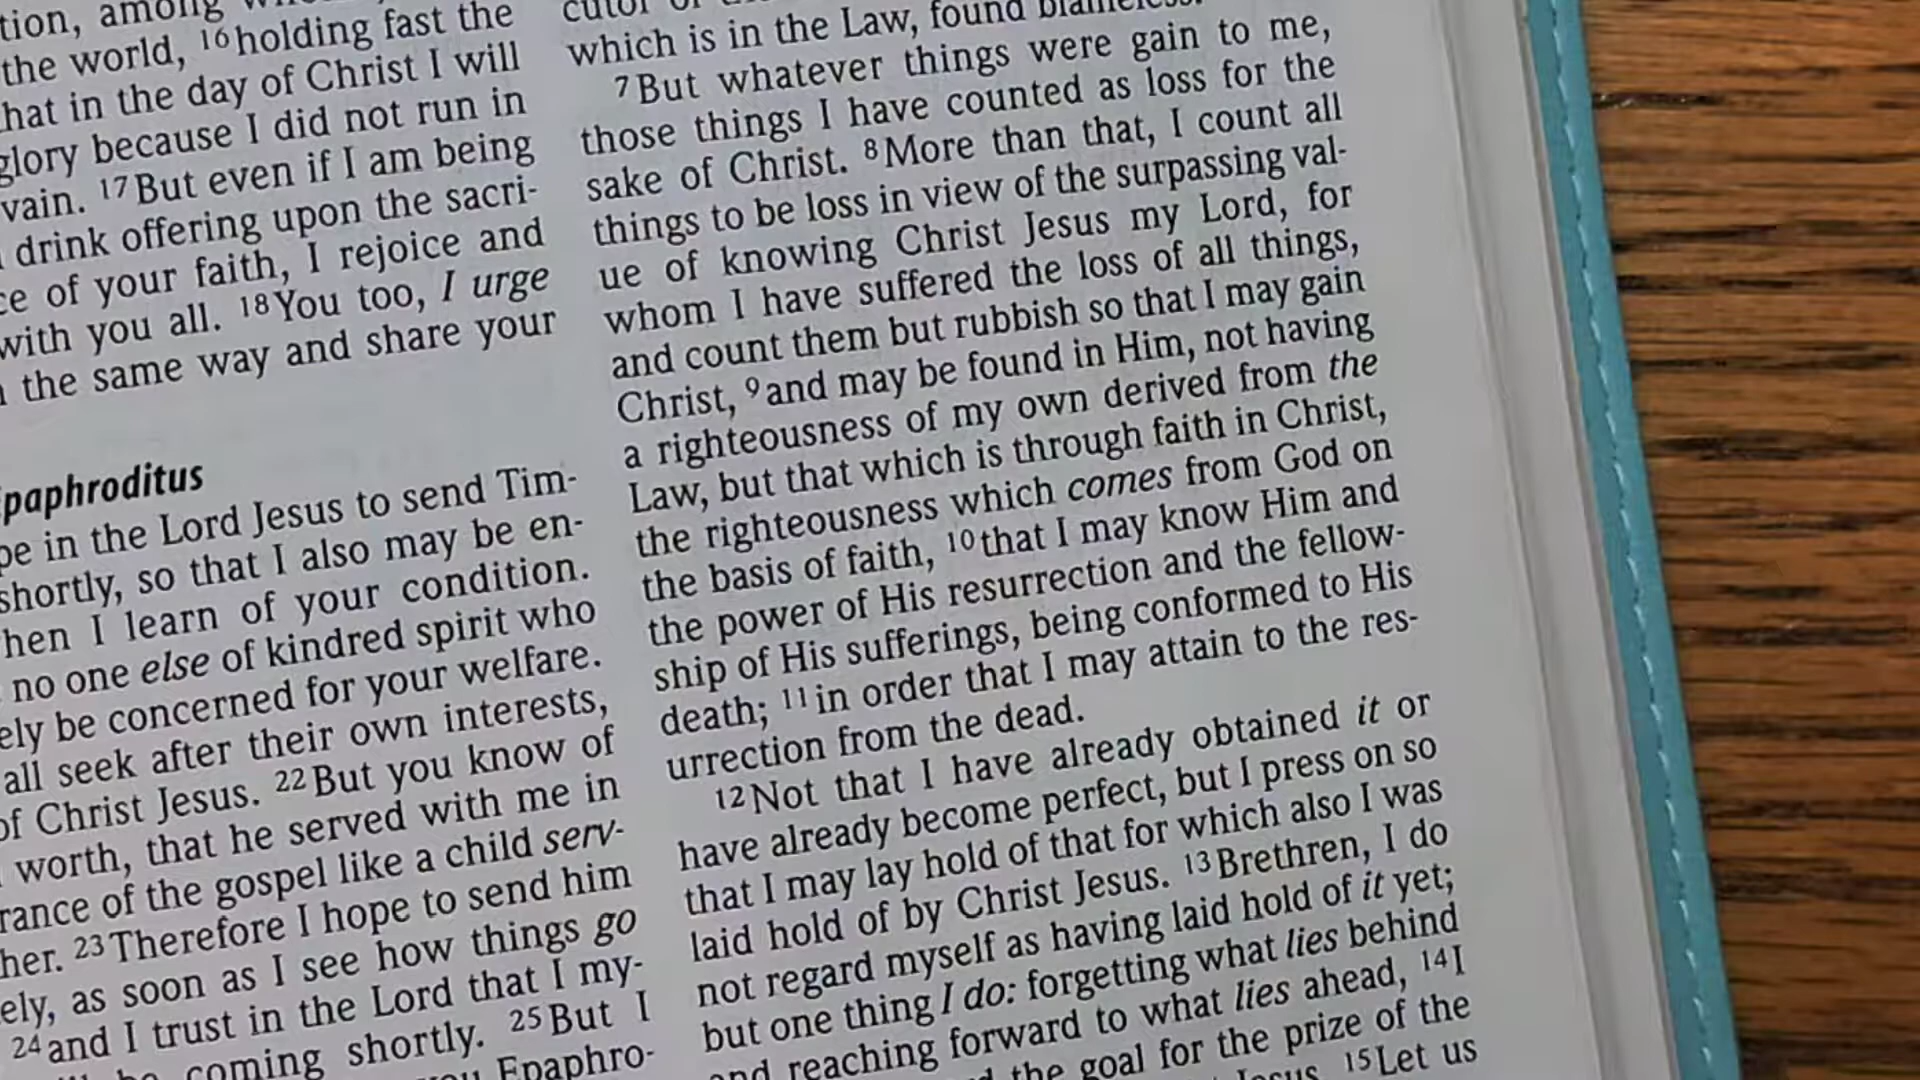 tion, among
the world, 16 holding fast the
that in the day of Christ I will
glory because I did not run in
vain. 17 But even if I am being
drink offering upon the sacri-
ce of your faith, I rejoice and
with you all. 18 You too, I urge
the same way and share your
Epaphroditus
pe in the Lord Jesus to send Tim-
shortly, so that I also may be en-
hen I learn of your condition.
no one else of kindred spirit who
ely be concerned for your welfare.
all seek after their own interests,
of Christ Jesus. 22 But you know of
worth, that he served with me in
rance of the gospel like a child serv-
her. 23 Therefore I hope to send him
ely, as soon as I see how things go
24 and I trust in the Lord that I my-
coming shortly. 25 But I
you Epaphro-
which is in the Law, found blameless.
7 But whatever things were gain to me,
those things I have counted as loss for the
sake of Christ. 8 More than that, I count all
things to be loss in view of the surpassing val-
ue of knowing Christ Jesus my Lord, for
whom I have suffered the loss of all things,
and count them but rubbish so that I may gain
Christ, 9 and may be found in Him, not having
a righteousness of my own derived from the
Law, but that which is through faith in Christ,
the righteousness which comes from God on
the basis of faith, 10 that I may know Him and
the power of His resurrection and the fellow-
ship of His sufferings, being conformed to His
death; 11 in order that I may attain to the res-
urrection from the dead.
12 Not that I have already obtained it or
have already become perfect, but I press on so
that I may lay hold of that for which also I was
laid hold of by Christ Jesus. 13 Brethren, I do
not regard myself as having laid hold of it yet;
but one thing I do: forgetting what lies behind
and reaching forward to what lies ahead, 14 I
the goal for the prize of the
Jesus. 15 Let us